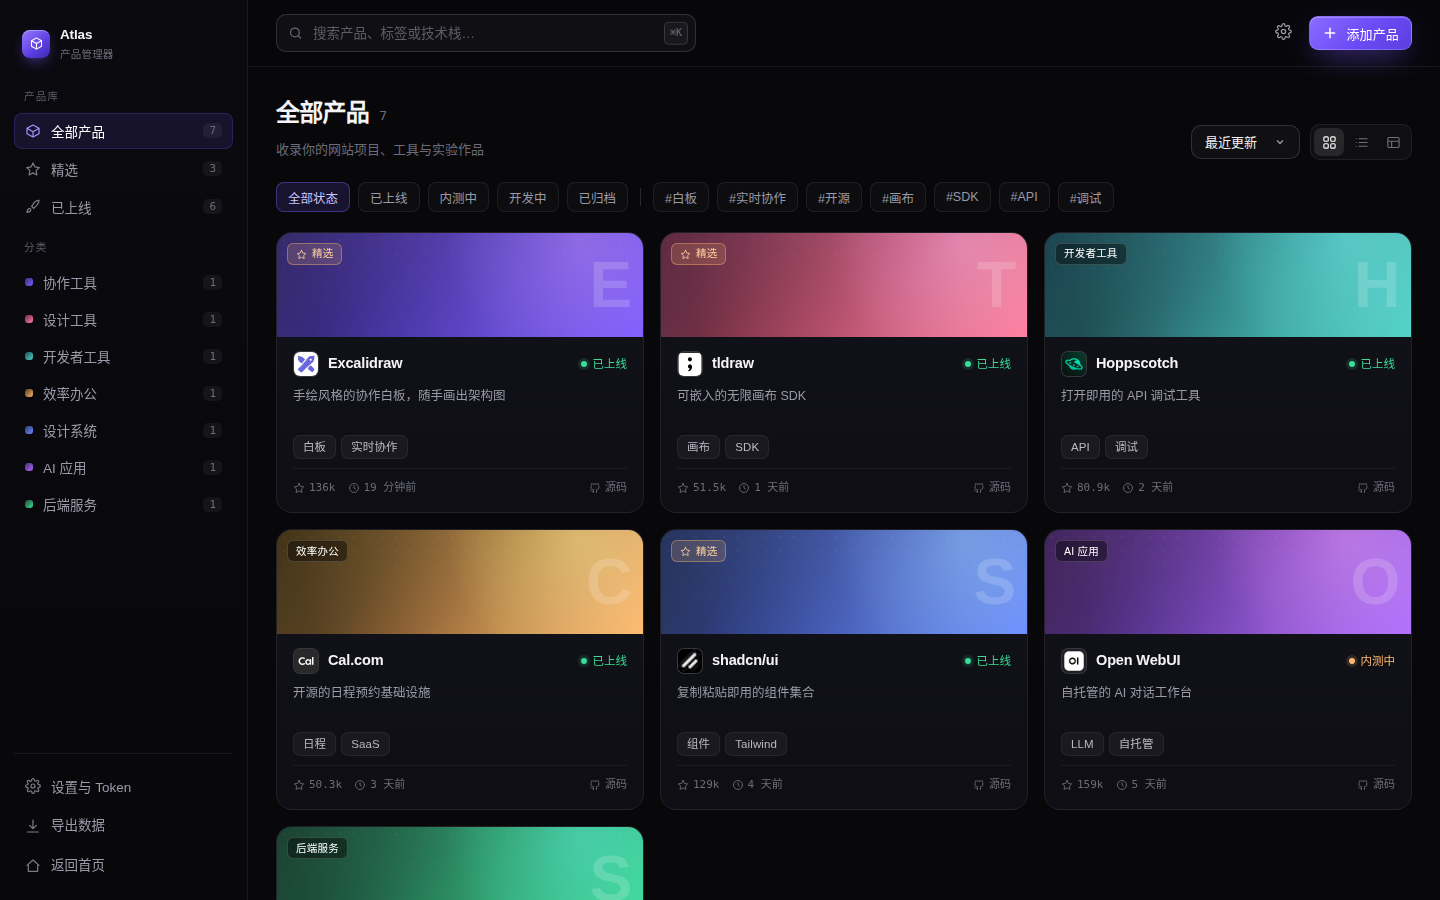 Atlas
产品管理器
产品库
全部产品 7
精选 3
已上线 6
分类
协作工具 1
设计工具 1
开发者工具 1
效率办公 1
设计系统 1
AI 应用 1
后端服务 1
设置与 Token
导出数据
返回首页
搜索产品、标签或技术栈… ⌘K
添加产品
全部产品 7
收录你的网站项目、工具与实验作品
最近更新
全部状态 已上线 内测中 开发中 已归档 #白板 #实时协作 #开源 #画布 #SDK #API #调试
精选
E
Excalidraw 已上线
手绘风格的协作白板，随手画出架构图
白板 实时协作
136k 19 分钟前 源码
精选
T
tldraw 已上线
可嵌入的无限画布 SDK
画布 SDK
51.5k 1 天前 源码
开发者工具
H
Hoppscotch 已上线
打开即用的 API 调试工具
API 调试
80.9k 2 天前 源码
效率办公
C
Cal Cal.com 已上线
开源的日程预约基础设施
日程 SaaS
50.3k 3 天前 源码
精选
S
shadcn/ui 已上线
复制粘贴即用的组件集合
组件 Tailwind
129k 4 天前 源码
AI 应用
O
OI Open WebUI 内测中
自托管的 AI 对话工作台
LLM 自托管
159k 5 天前 源码
后端服务
S